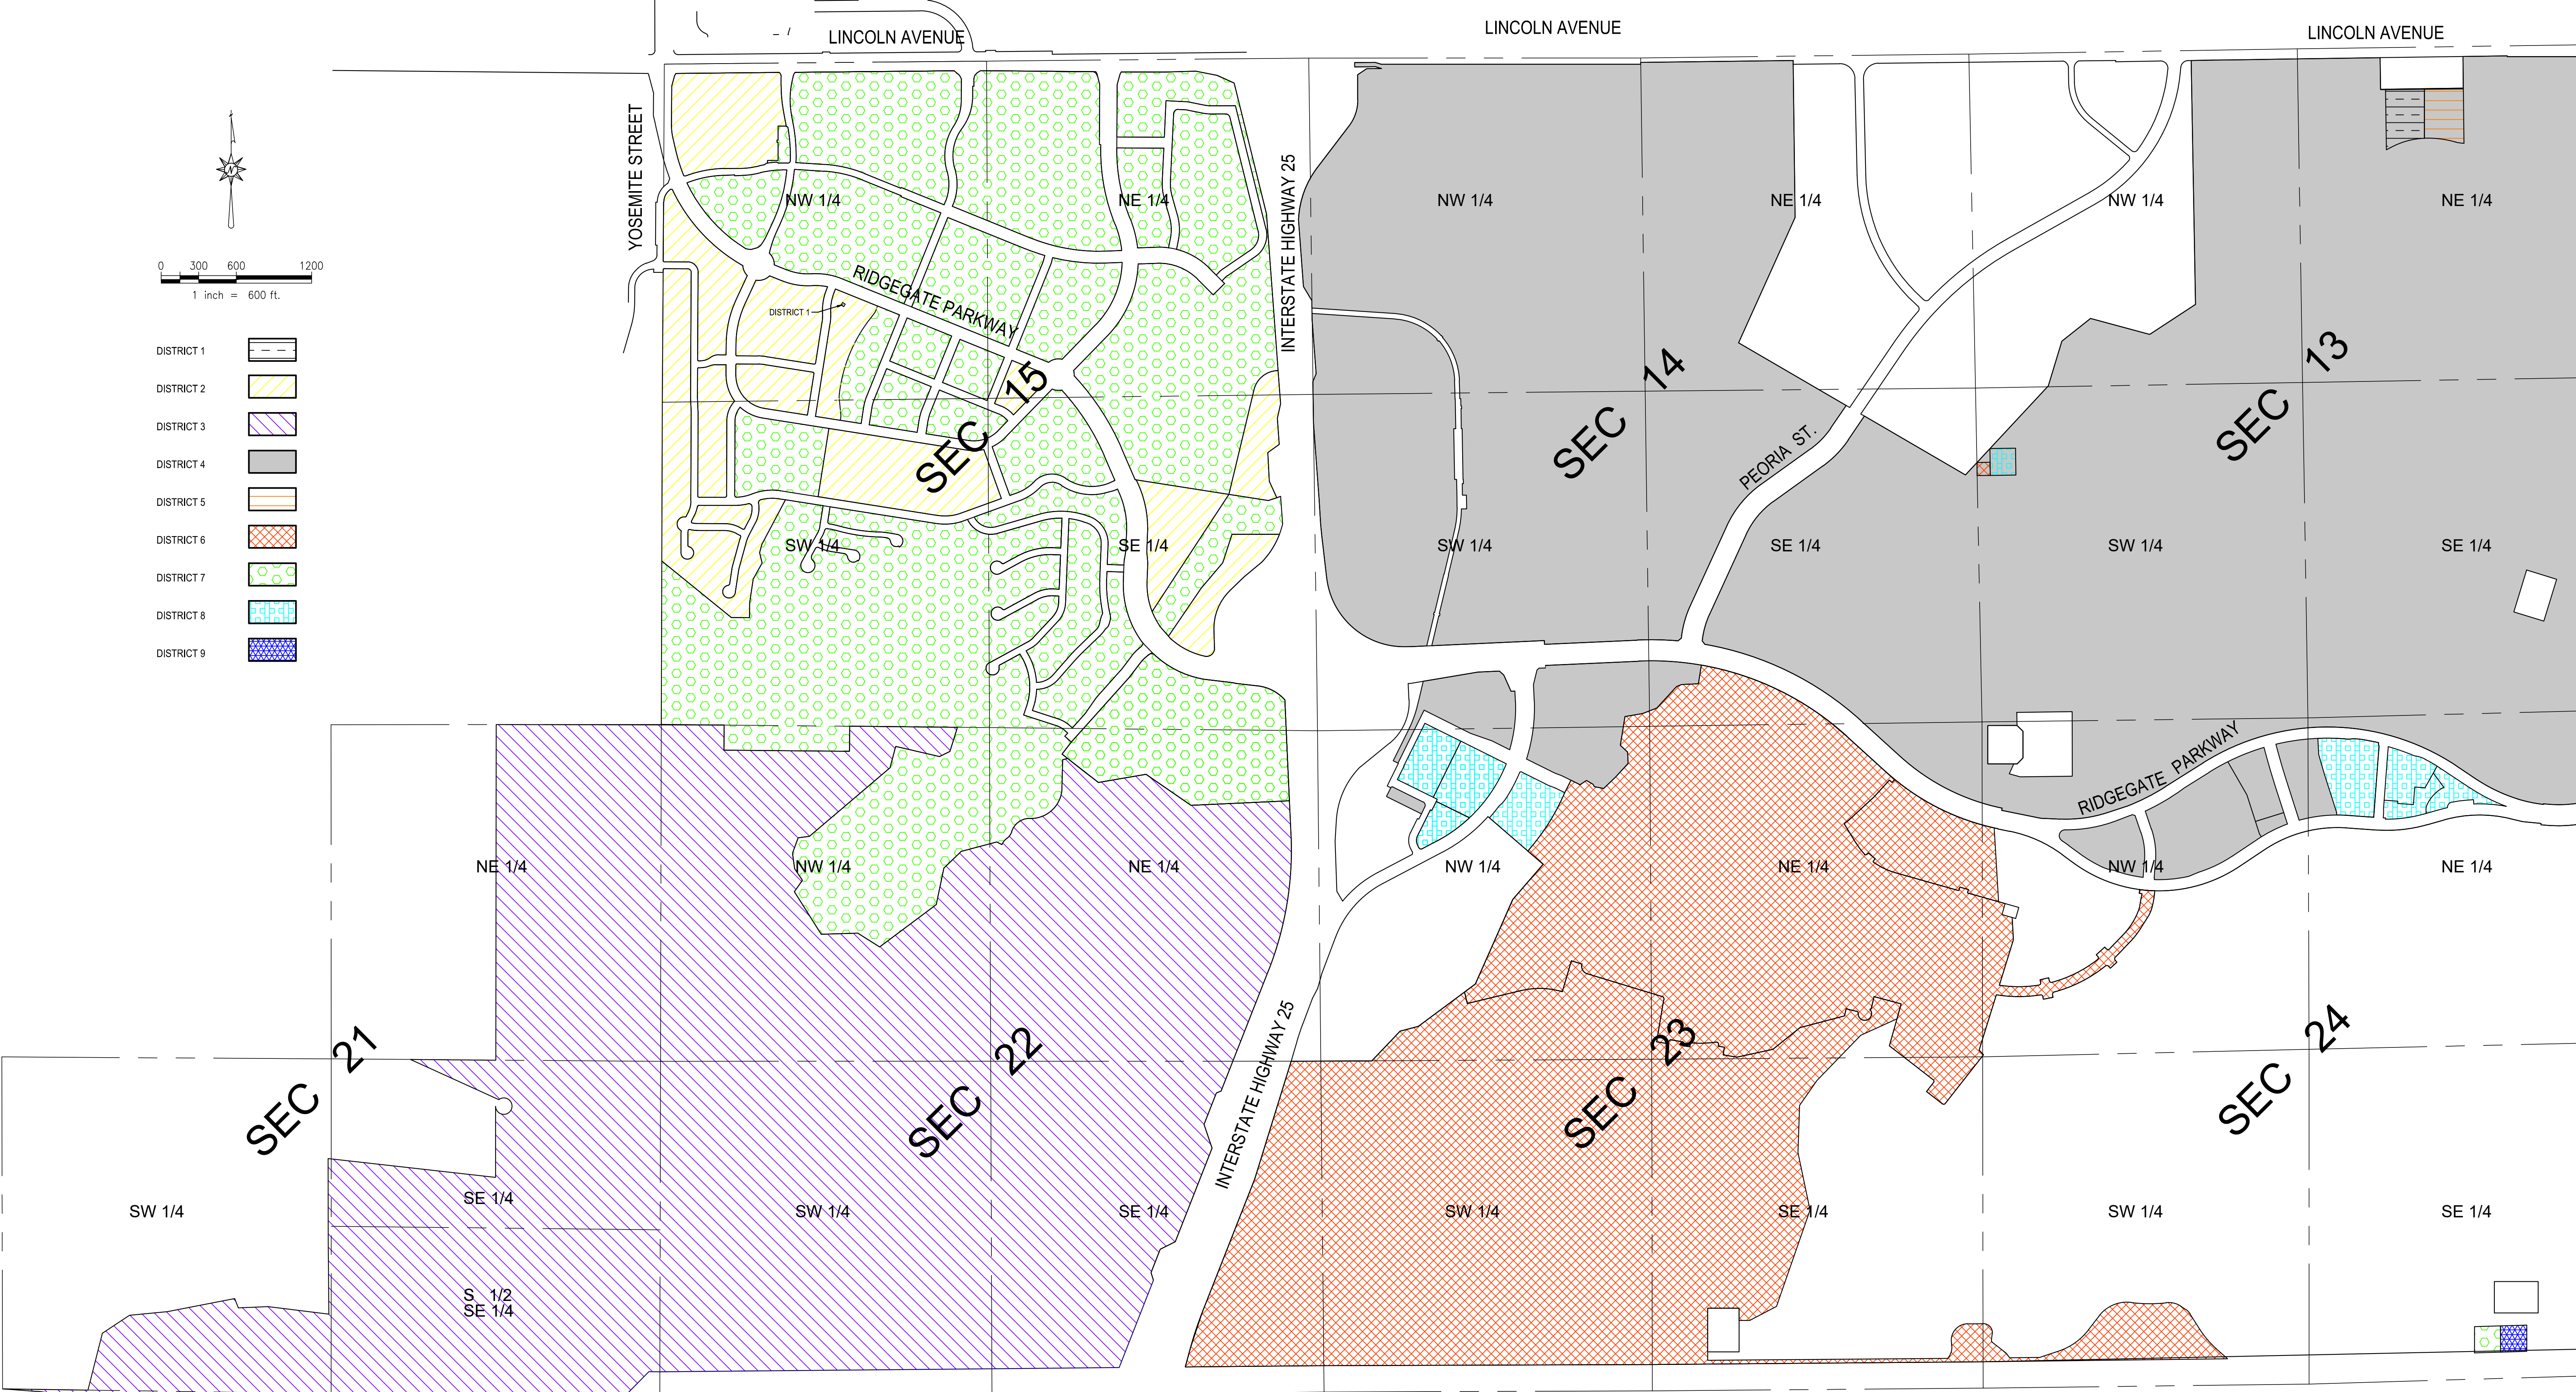 LINCOLN AVENUE
LINCOLN AVENUE
LINCOLN AVENUE
YOSEMITE STREET
N
0 300 600 1200
1 inch = 600 ft.
DISTRICT 1
DISTRICT 2
DISTRICT 3
DISTRICT 4
DISTRICT 5
DISTRICT 6
DISTRICT 7
DISTRICT 8
DISTRICT 9
NW 1/4
NE 1/4
INTERSTATE HIGHWAY 25
NW 1/4
NE 1/4
NW 1/4
NE 1/4
RIDGEGATE PARKWAY
DISTRICT 1
SEC 15
SEC 14
SEC 13
PEORIA ST.
SW 1/4
SE 1/4
SW 1/4
SE 1/4
SW 1/4
SE 1/4
RIDGEGATE PARKWAY
NE 1/4
NW 1/4
NE 1/4
NW 1/4
NE 1/4
NW 1/4
NE 1/4
SEC 21
SEC 22
INTERSTATE HIGHWAY 25
SEC 23
SEC 24
SW 1/4
SE 1/4
SW 1/4
SE 1/4
SW 1/4
SE 1/4
SW 1/4
SE 1/4
S 1/2
SE 1/4